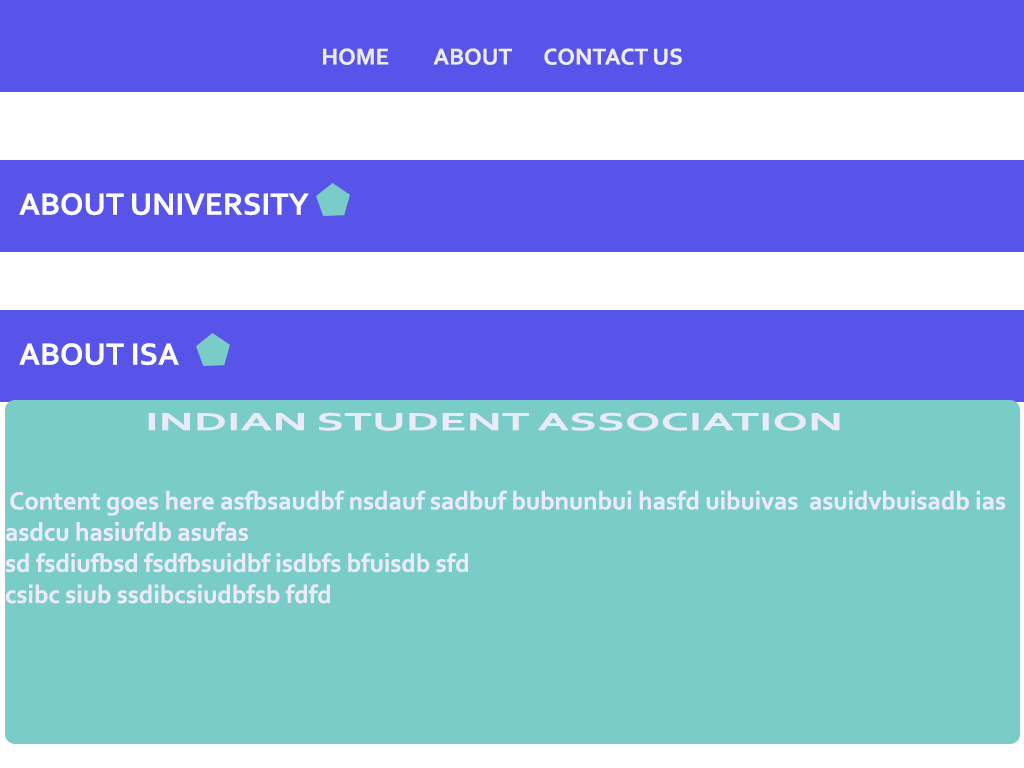 HOME ABOUT CONTACT US
ABOUT UNIVERSITY
ABOUT ISA
INDIAN STUDENT ASSOCIATION
Content goes here asfbsaudbf nsdauf sadbuf bubnunbui hasfd uibuivas asuidvbuisadb ias
asdcu hasiufdb asufas
sd fsdiufbsd fsdfbsuidbf isdbfs bfuisdb sfd
csibc siub ssdibcsiudbfsb fdfd